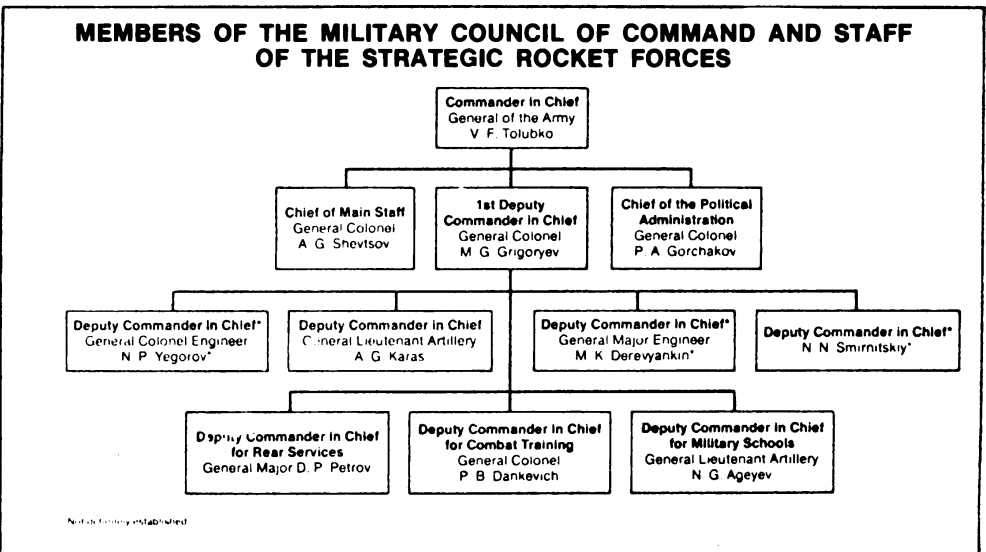 MEMBERS OF THE MILITARY COUNCIL OF COMMAND AND STAFF
OF THE STRATEGIC ROCKET FORCES
Commander in Chief
General of the Army
V. F. Tolubko
Chief of Main Staff
General Colonel
A. G. Shevtsov
1st Deputy
Commander in Chief
General Colonel
M. G. Grigoryev
Chief of the Political
Administration
General Colonel
P. A. Gorchakov
Deputy Commander in Chief*
General Colonel Engineer
N. P. Yegorov*
Deputy Commander in Chief
General Lieutenant Artillery
A. G. Karas
Deputy Commander in Chief*
General Major Engineer
M. K. Derevyankin*
Deputy Commander in Chief*
N. N. Smirnitskiy*
Deputy Commander in Chief
for Rear Services
General Major D. P. Petrov
Deputy Commander in Chief
for Combat Training
General Colonel
P. B. Dankevich
Deputy Commander in Chief
for Military Schools
General Lieutenant Artillery
N. G. Ageyev
Not established